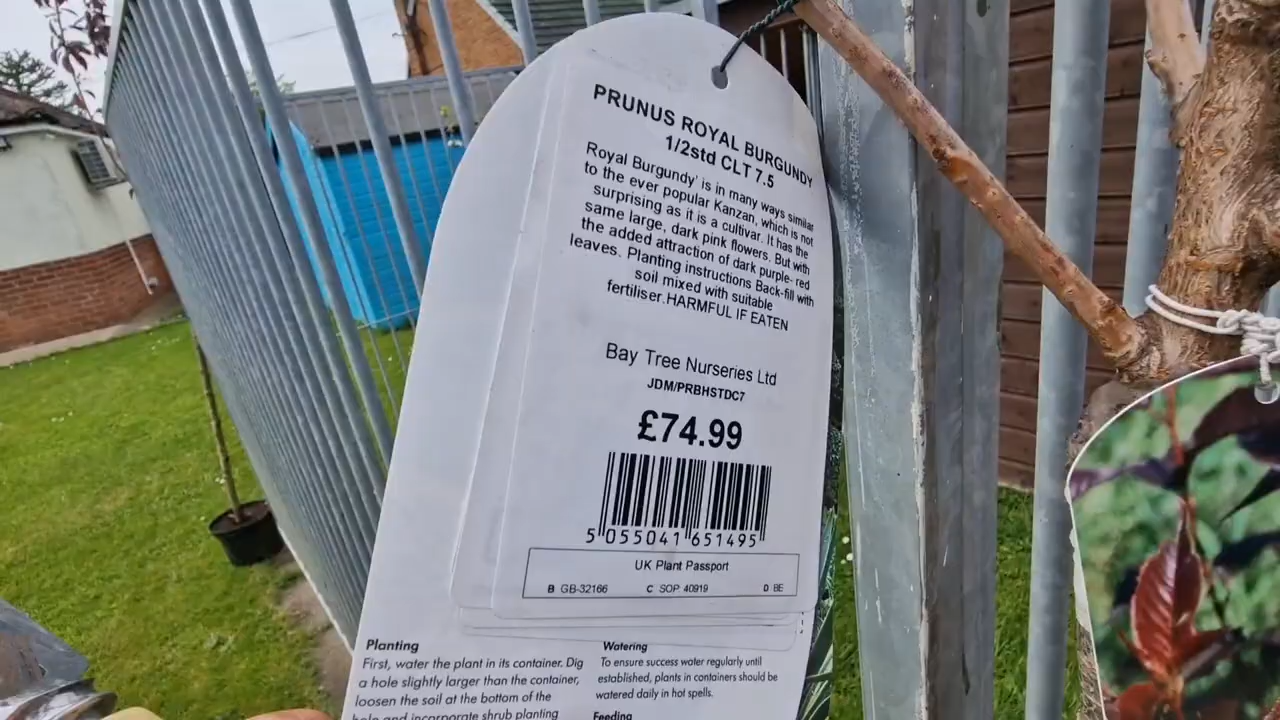 PRUNUS ROYAL BURGUNDY
1/2std CLT 7.5
Royal Burgundy' is in many ways similar
to the ever popular Kanzan, which is not
surprising as it is a cultivar. It has the
same large, dark pink flowers. But with
the added attraction of dark purple- red
leaves. Planting instructions Back-fill with
soil mixed with suitable
fertiliser.HARMFUL IF EATEN
Bay Tree Nurseries Ltd
JDM/PRBHSTDC7
£74.99
5 055041 651495
UK Plant Passport
B GB-32166 C SOP 40919 D BE
Planting
First, water the plant in its container. Dig
a hole slightly larger than the container,
loosen the soil at the bottom of the
hole and incorporate shrub planting
Watering
To ensure success water regularly until
established, plants in containers should be
watered daily in hot spells.
Feeding